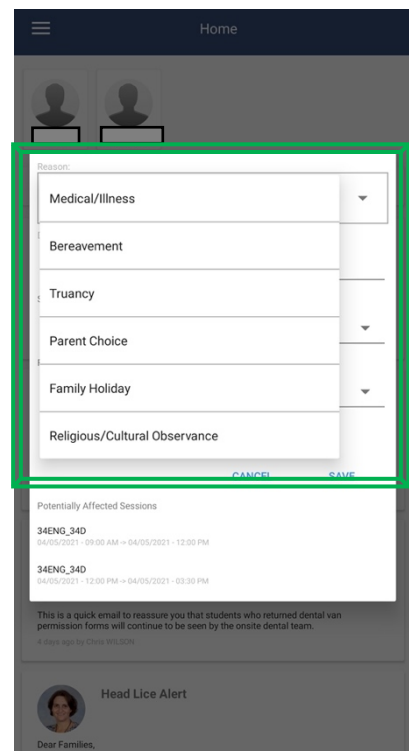 Home
Reason:
Medical/Illness
Bereavement
Truancy
Parent Choice
Family Holiday
Religious/Cultural Observance
CANCEL SAVE
Potentially Affected Sessions
34ENG_34D
04/05/2021 - 09:00 AM -> 04/05/2021 - 12:00 PM
34ENG_34D
04/05/2021 - 12:00 PM -> 04/05/2021 - 03:30 PM
This is a quick email to reassure you that students who returned dental van
permission forms will continue to be seen by the onsite dental team.
4 days ago by Chris WILSON
Head Lice Alert
Dear Families,